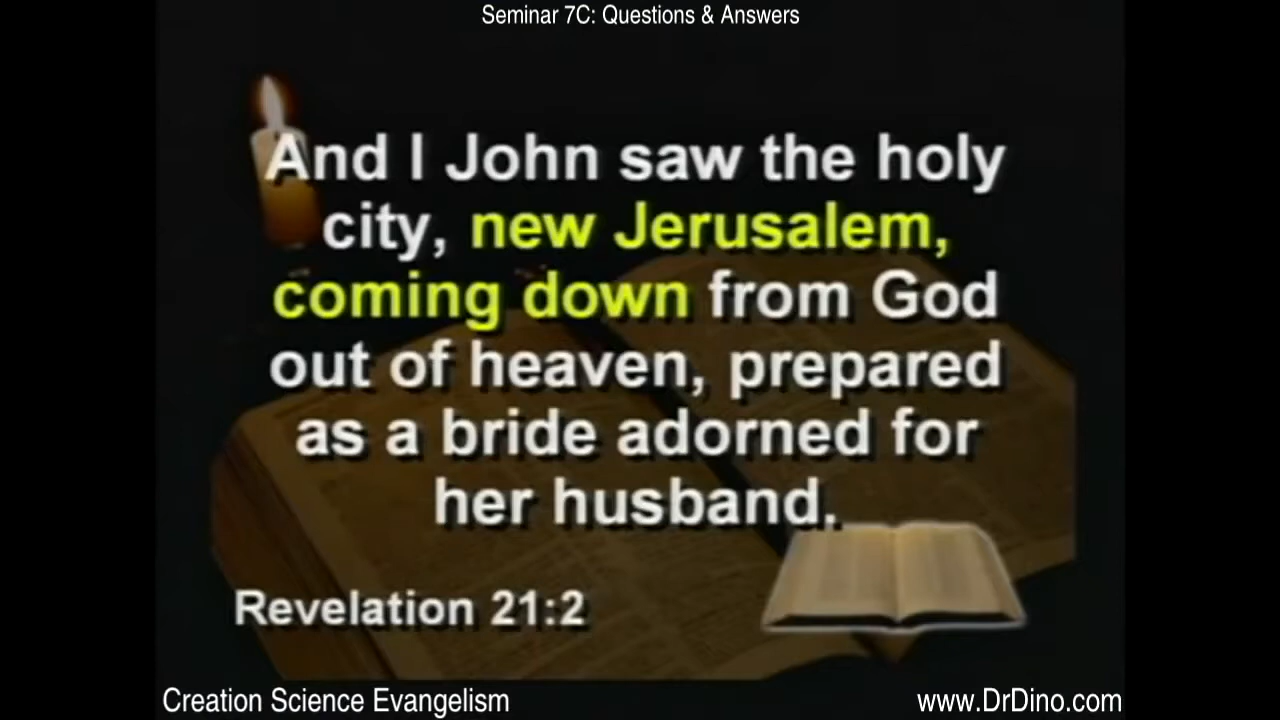 Seminar 7C: Questions & Answers
And I John saw the holy
city, new Jerusalem,
coming down from God
out of heaven, prepared
as a bride adorned for
her husband.
Revelation 21:2
Creation Science Evangelism
www.DrDino.com